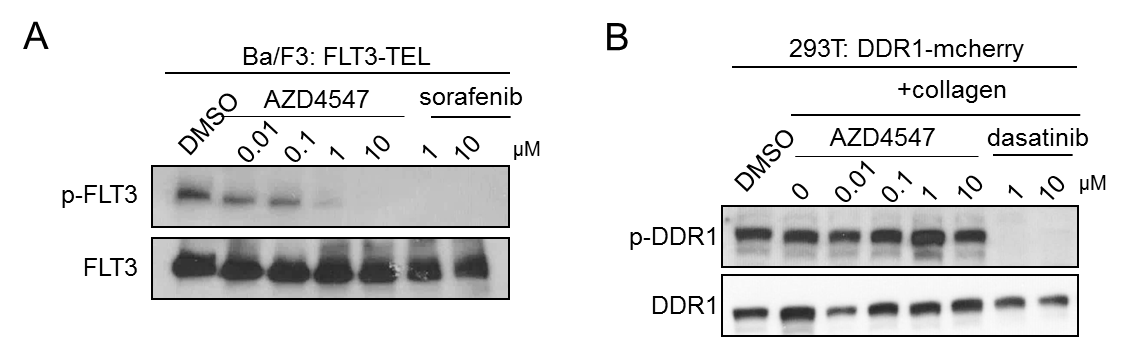 A
Ba/F3: FLT3-TEL
DMSO AZD4547 sorafenib
0.01 0.1 1 10 1 10 µM
p-FLT3
FLT3
B
293T: DDR1-mcherry
+collagen
DMSO AZD4547 dasatinib
0 0.01 0.1 1 10 1 10 µM
p-DDR1
DDR1